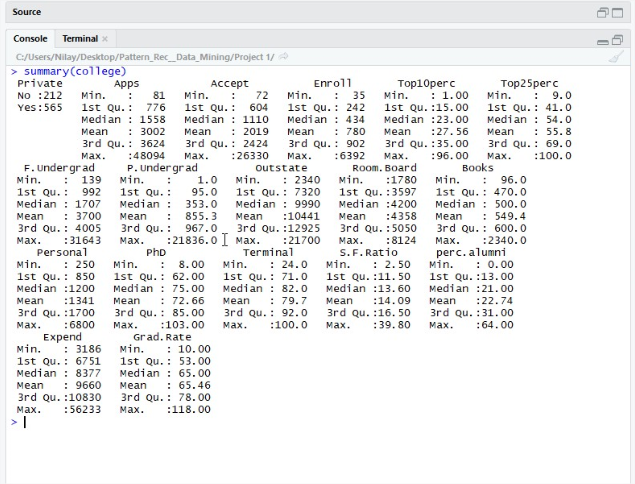 Source
Console Terminal ×
C:/Users/Nilay/Desktop/Pattern_Rec__Data_Mining/Project 1/
> summary(college)
Private Apps Accept Enroll Top10perc Top25perc
No :212 Min. : 81 Min. : 72 Min. : 35 Min. : 1.00 Min. : 9.0
Yes:565 1st Qu.: 776 1st Qu.: 604 1st Qu.: 242 1st Qu.:15.00 1st Qu.: 41.0
Median : 1558 Median : 1110 Median : 434 Median :23.00 Median : 54.0
Mean : 3002 Mean : 2019 Mean : 780 Mean :27.56 Mean : 55.8
3rd Qu.: 3624 3rd Qu.: 2424 3rd Qu.: 902 3rd Qu.:35.00 3rd Qu.: 69.0
Max. :48094 Max. :26330 Max. :6392 Max. :96.00 Max. :100.0
F.Undergrad P.Undergrad Outstate Room.Board Books
Min. : 139 Min. : 1.0 Min. : 2340 Min. :1780 Min. : 96.0
1st Qu.: 992 1st Qu.: 95.0 1st Qu.: 7320 1st Qu.:3597 1st Qu.: 470.0
Median : 1707 Median : 353.0 Median : 9990 Median :4200 Median : 500.0
Mean : 3700 Mean : 855.3 Mean :10441 Mean :4358 Mean : 549.4
3rd Qu.: 4005 3rd Qu.: 967.0 3rd Qu.:12925 3rd Qu.:5050 3rd Qu.: 600.0
Max. :31643 Max. :21836.0 Max. :21700 Max. :8124 Max. :2340.0
Personal PhD Terminal S.F.Ratio perc.alumni
Min. : 250 Min. : 8.00 Min. : 24.0 Min. : 2.50 Min. : 0.00
1st Qu.: 850 1st Qu.: 62.00 1st Qu.: 71.0 1st Qu.:11.50 1st Qu.:13.00
Median :1200 Median : 75.00 Median : 82.0 Median :13.60 Median :21.00
Mean :1341 Mean : 72.66 Mean : 79.7 Mean :14.09 Mean :22.74
3rd Qu.:1700 3rd Qu.: 85.00 3rd Qu.: 92.0 3rd Qu.:16.50 3rd Qu.:31.00
Max. :6800 Max. :103.00 Max. :100.0 Max. :39.80 Max. :64.00
Expend Grad.Rate
Min. : 3186 Min. : 10.00
1st Qu.: 6751 1st Qu.: 53.00
Median : 8377 Median : 65.00
Mean : 9660 Mean : 65.46
3rd Qu.:10830 3rd Qu.: 78.00
Max. :56233 Max. :118.00
>